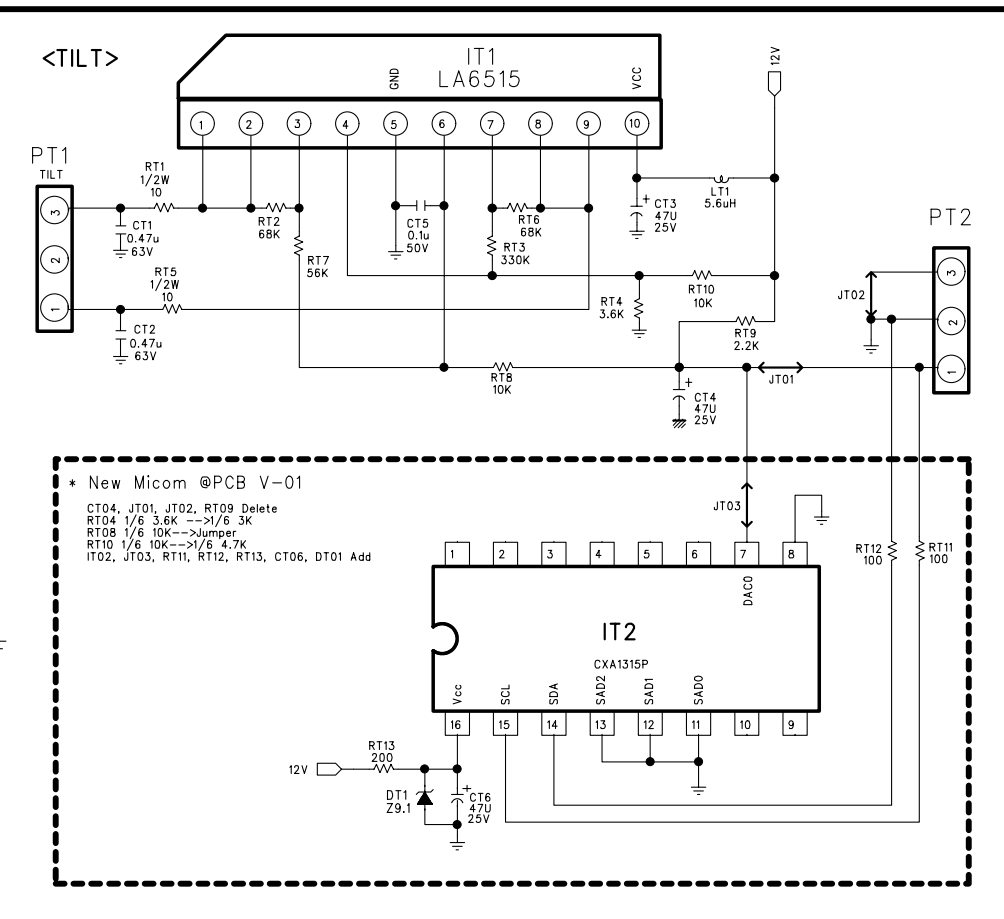 <TILT>
IT1
LA6515
GND
VCC
12V
1 2 3 4 5 6 7 8 9 10
PT1
TILT
3
2
1
RT1
1/2W
10
CT1
0.47u
63V
RT2
68K
RT7
56K
CT5
0.1u
50V
RT6
68K
RT3
330K
CT3
47U
25V
LT1
5.6uH
PT2
3
2
1
RT5
1/2W
10
CT2
0.47u
63V
RT4
3.6K
RT10
10K
RT9
2.2K
JT02
RT8
10K
JT01
CT4
47U
25V
* New Micom @PCB V-01
CT04, JT01, JT02, RT09 Delete
RT04 1/6 3.6K -->1/6 3K
RT08 1/6 10K-->Jumper
RT10 1/6 10K-->1/6 4.7K
IT02, JT03, RT11, RT12, RT13, CT06, DT01 Add
JT03
RT12
100
RT11
100
1 2 3 4 5 6 7 8
DACO
IT2
CXA1315P
Vcc SCL SDA SAD2 SAD1 SAD0
16 15 14 13 12 11 10 9
12V
RT13
200
DT1
Z9.1
CT6
47U
25V